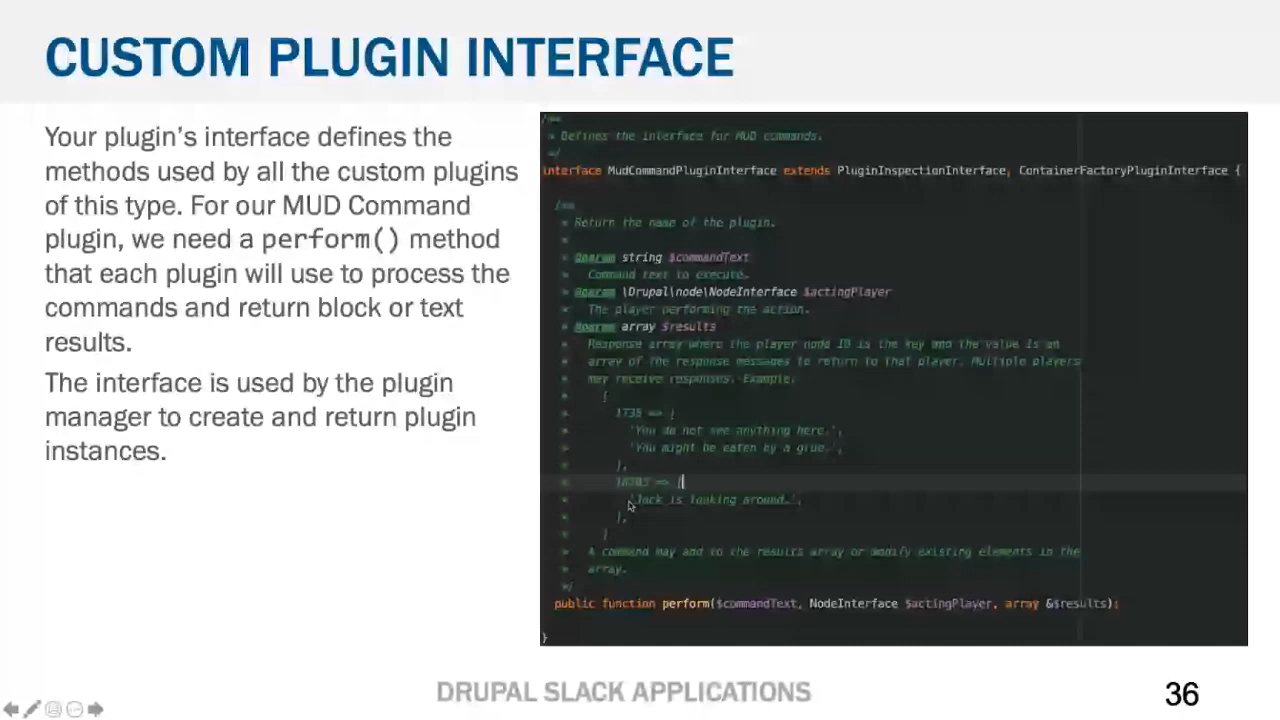 CUSTOM PLUGIN INTERFACE
Your plugin's interface defines the
methods used by all the custom plugins
of this type. For our MUD Command
plugin, we need a perform() method
that each plugin will use to process the
commands and return block or text
results.
The interface is used by the plugin
manager to create and return plugin
instances.
/**
* Defines the interface for MUD commands.
*/
interface MudCommandPluginInterface extends PluginInspectionInterface, ContainerFactoryPluginInterface {
/**
* Return the name of the plugin.
*
* @param string $commandText
* Command text to execute.
* @param \Drupal\node\NodeInterface $actingPlayer
* The player performing the action.
* @param array $results
* Response array where the player node ID is the key and the value is an
* array of the response messages to return to that player. Multiple players
* may receive responses. Example:
* [
* 1735 => [
* 'You do not see anything here.',
* 'You might be eaten by a grue.',
* ],
* => [
* 'Jack is looking around.',
* ],
* ]
* A command may add to the results array or modify existing elements in the
* array.
*/
public function perform($commandText, NodeInterface $actingPlayer, array &$results);
}
DRUPAL SLACK APPLICATIONS
36